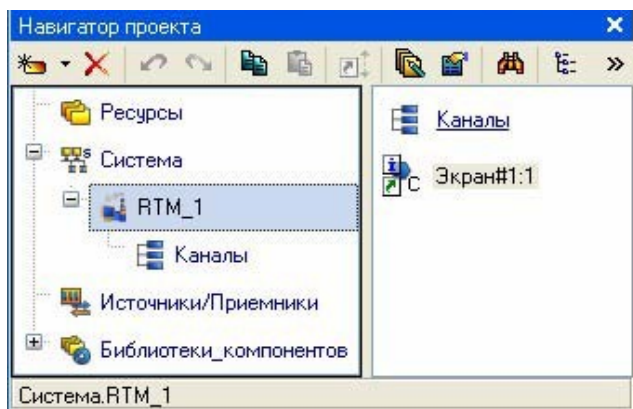 Навигатор проекта
Ресурсы
Система
RTM_1
Каналы
Источники/Приемники
Библиотеки_компонентов
Каналы
C Экран#1:1
Система.RTM_1